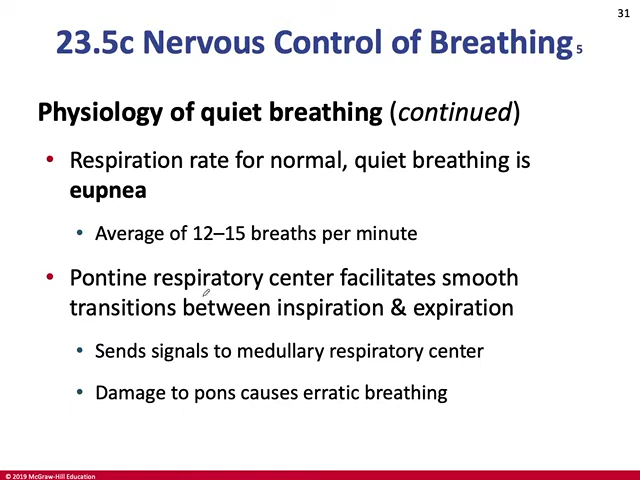 31
23.5c Nervous Control of Breathing 5
Physiology of quiet breathing (continued)
• Respiration rate for normal, quiet breathing is
eupnea
• Average of 12–15 breaths per minute
• Pontine respiratory center facilitates smooth
transitions between inspiration & expiration
• Sends signals to medullary respiratory center
• Damage to pons causes erratic breathing
© 2019 McGraw-Hill Education